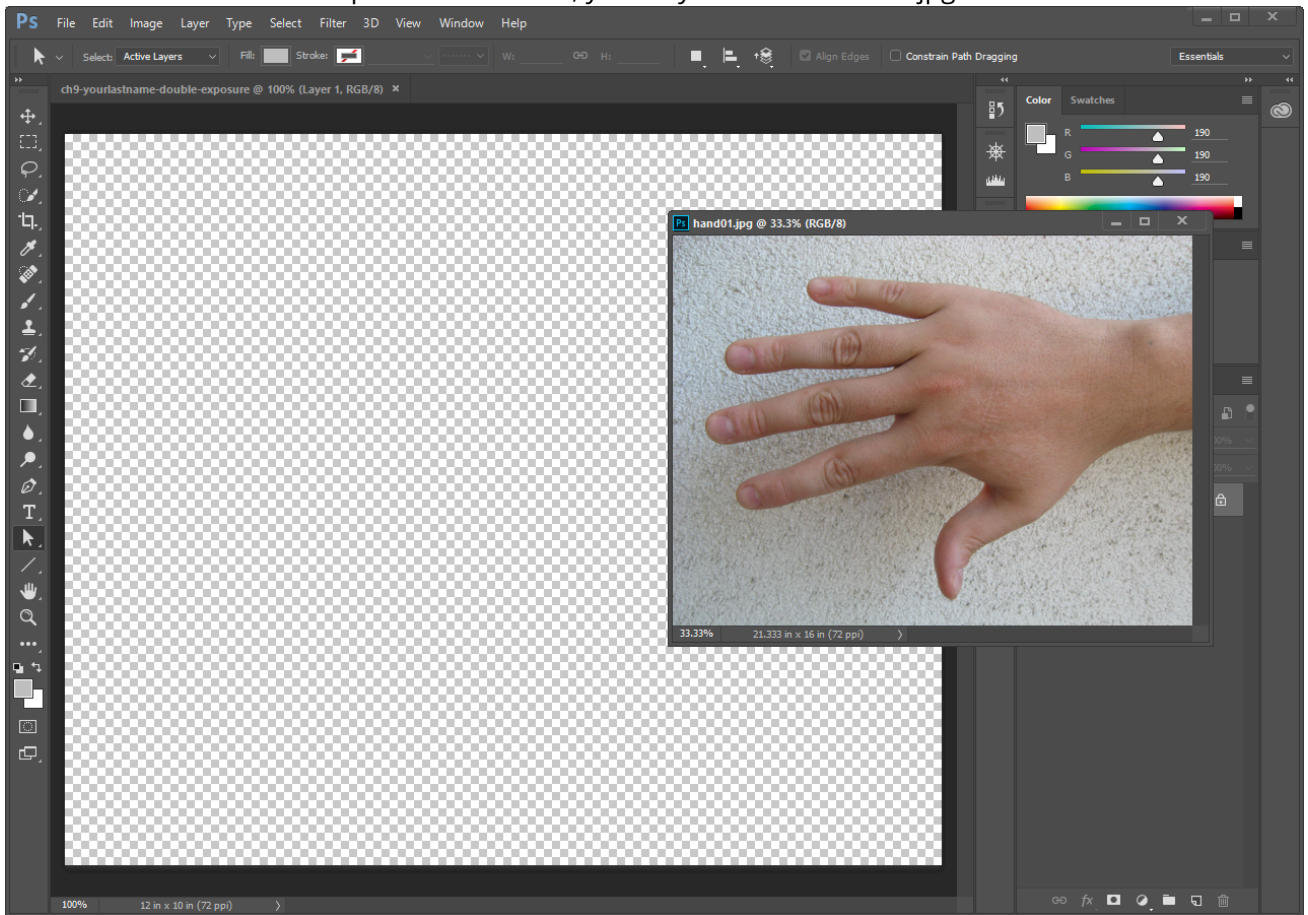 Ps File Edit Image Layer Type Select Filter 3D View Window Help
Select: Active Layers Fill: Stroke: W: H: Align Edges Constrain Path Dragging Essentials
ch9-yourlastname-double-exposure @ 100% (Layer 1, RGB/8) ×
Color Swatches
R 190
G 190
B 190
Ps hand01.jpg @ 33.3% (RGB/8)
33.33% 21.333 in x 16 in (72 ppi)
100% 12 in x 10 in (72 ppi)
fx